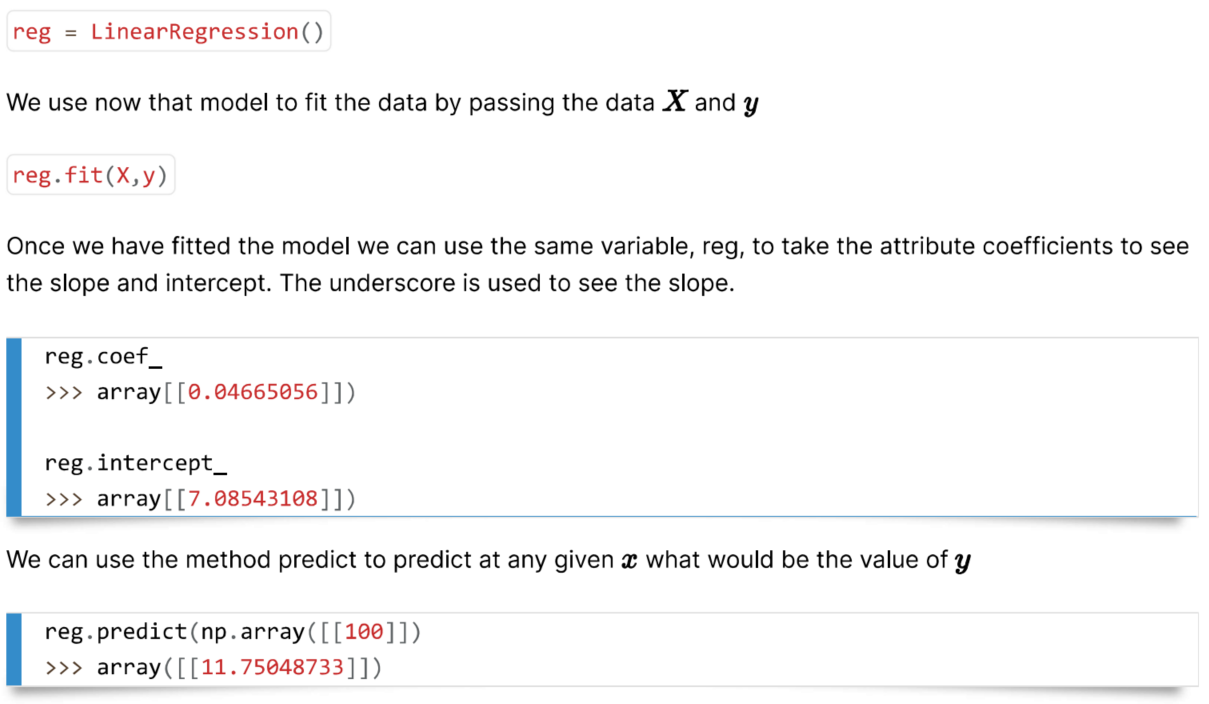 reg = LinearRegression()
We use now that model to fit the data by passing the data X and y
reg.fit(X,y)
Once we have fitted the model we can use the same variable, reg, to take the attribute coefficients to see
the slope and intercept. The underscore is used to see the slope.
reg.coef_
>>> array[[0.04665056]])
reg.intercept_
>>> array[[7.08543108]])
We can use the method predict to predict at any given x what would be the value of y
reg.predict(np.array([[100]])
>>> array([[11.75048733]])